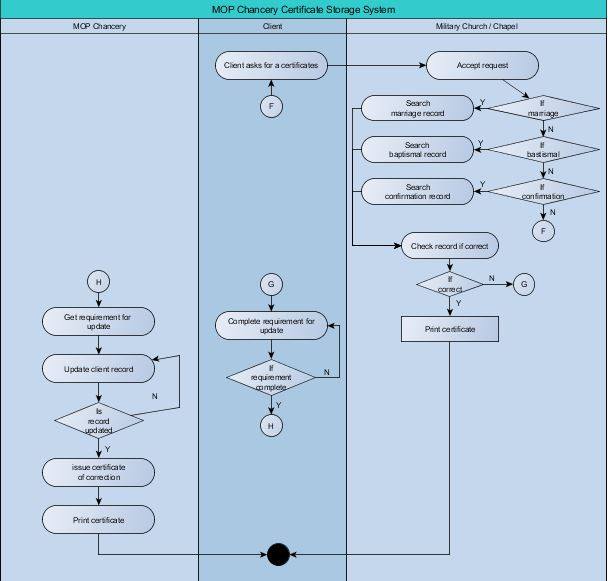 MOP Chancery Certificate Storage System
MOP Chancery
Client
Military Church / Chapel
Client asks for a certificates
Accept request
F
Search
marriage record
Y
If
marriage
N
Search
baptismal record
Y
If
bastismal
N
Search
confirmation record
Y
If
confirmation
N
F
Check record if correct
If
correct
N
G
Y
Print certificate
G
Complete requirement for
update
If
requirement
complete
N
Y
H
H
Get requirement for
update
Update client record
N
Is
record
updated
Y
issue certificate
of correction
Print certificate